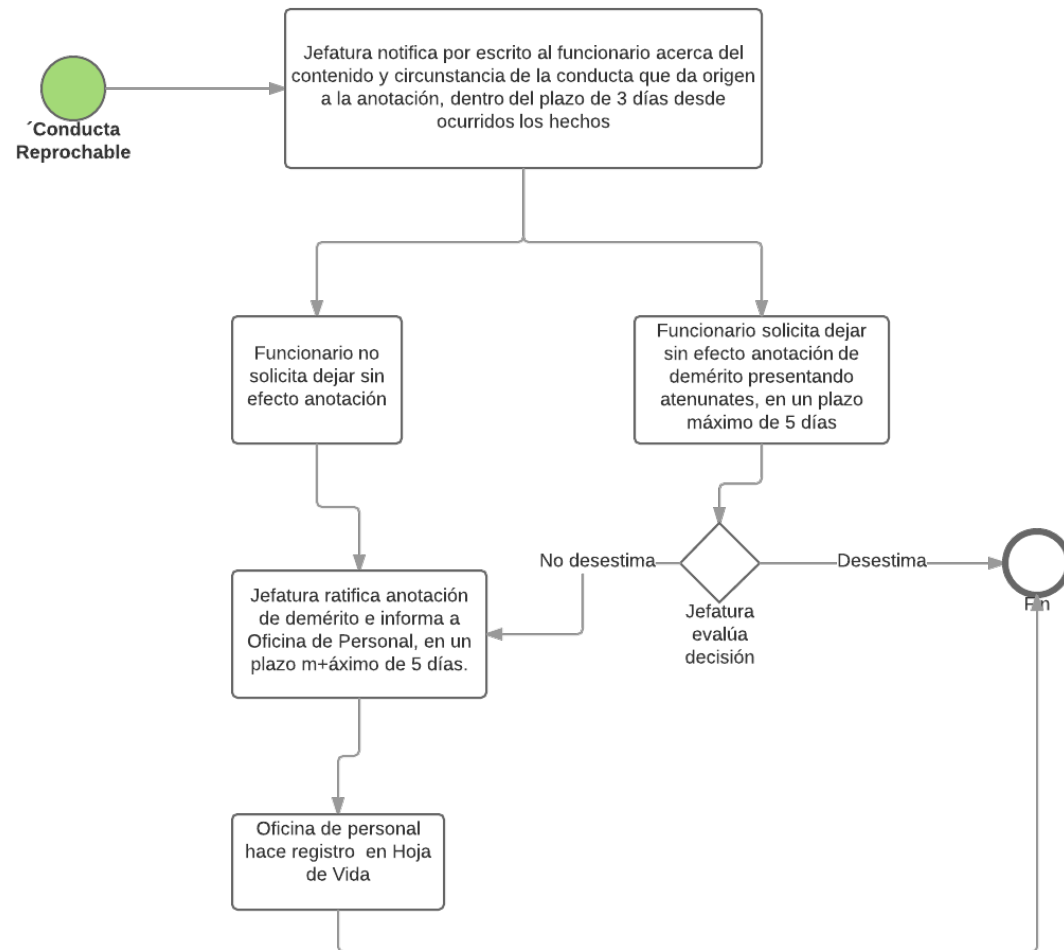 Jefatura notifica por escrito al funcionario acerca del
contenido y circunstancia de la conducta que da origen
a la anotación, dentro del plazo de 3 días desde
ocurridos los hechos
´Conducta
Reprochable
Funcionario no
solicita dejar sin
efecto anotación
Funcionario solicita dejar
sin efecto anotación de
demérito presentando
atenunates, en un plazo
máximo de 5 días
No desestima
Desestima
Jefatura
evalúa
decisión
Fin
Jefatura ratifica anotación
de demérito e informa a
Oficina de Personal, en un
plazo m+áximo de 5 días.
Oficina de personal
hace registro  en Hoja
de Vida